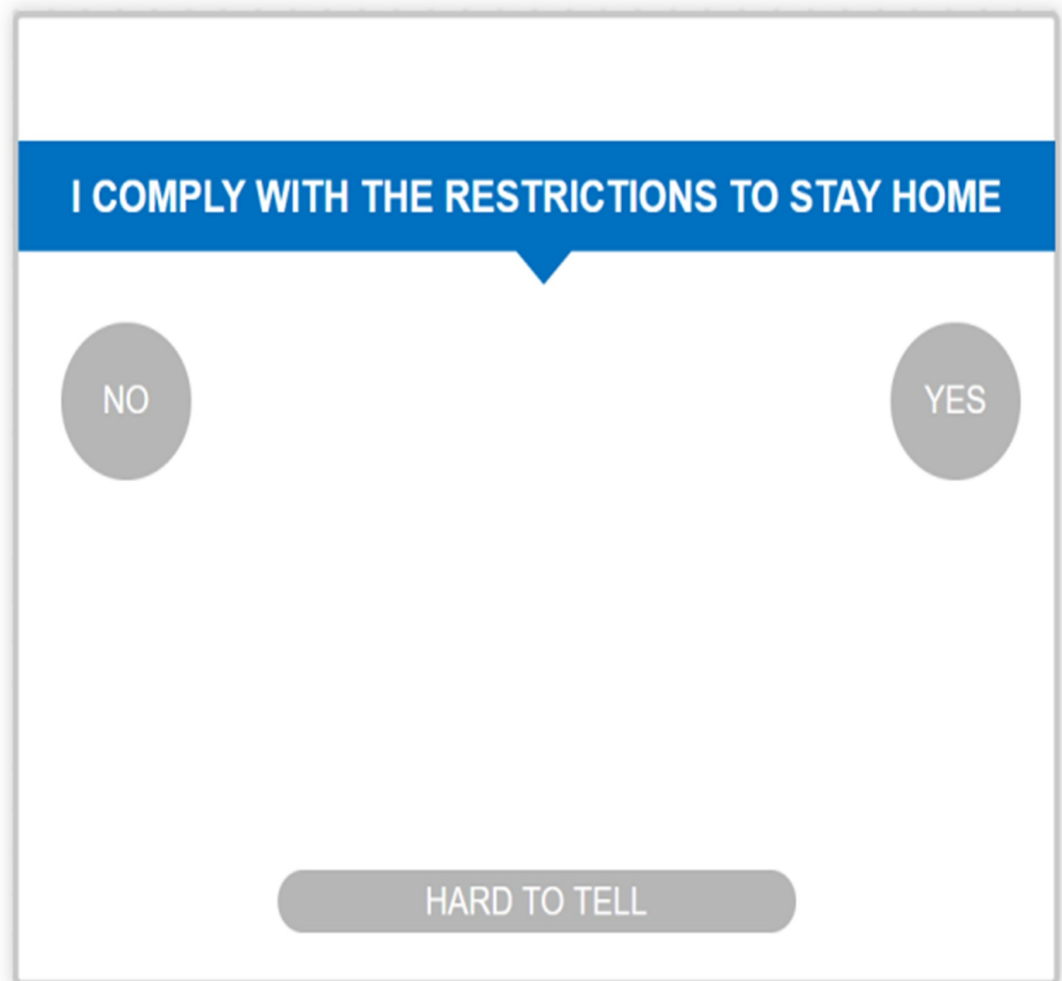 I COMPLY WITH THE RESTRICTIONS TO STAY HOME
NO
YES
HARD TO TELL